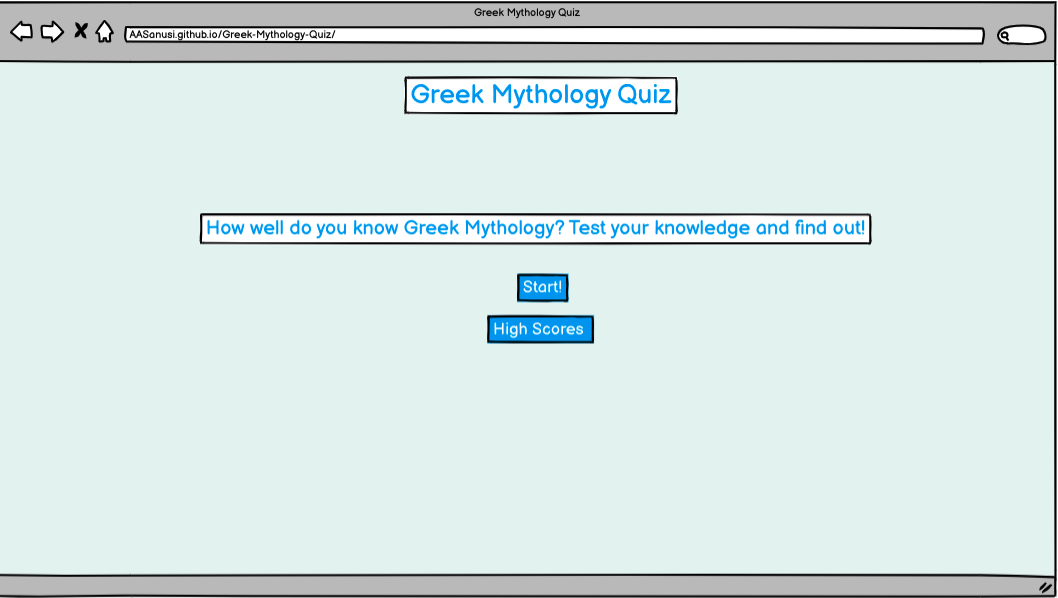 Greek Mythology Quiz
AASanusi.github.io/Greek-Mythology-Quiz/
Greek Mythology Quiz
How well do you know Greek Mythology? Test your knowledge and find out!
Start!
High Scores